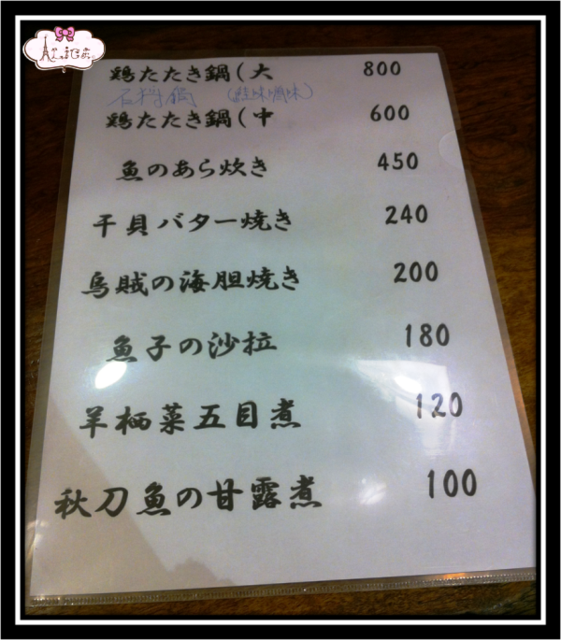 鶏たたき鍋(大 800
鶏たたき鍋(中 600
魚のあら炊き 450
干貝バター焼き 240
烏賊の海胆焼き 200
魚子の沙拉 180
羊栖菜五目煮 120
秋刀魚の甘露煮 100